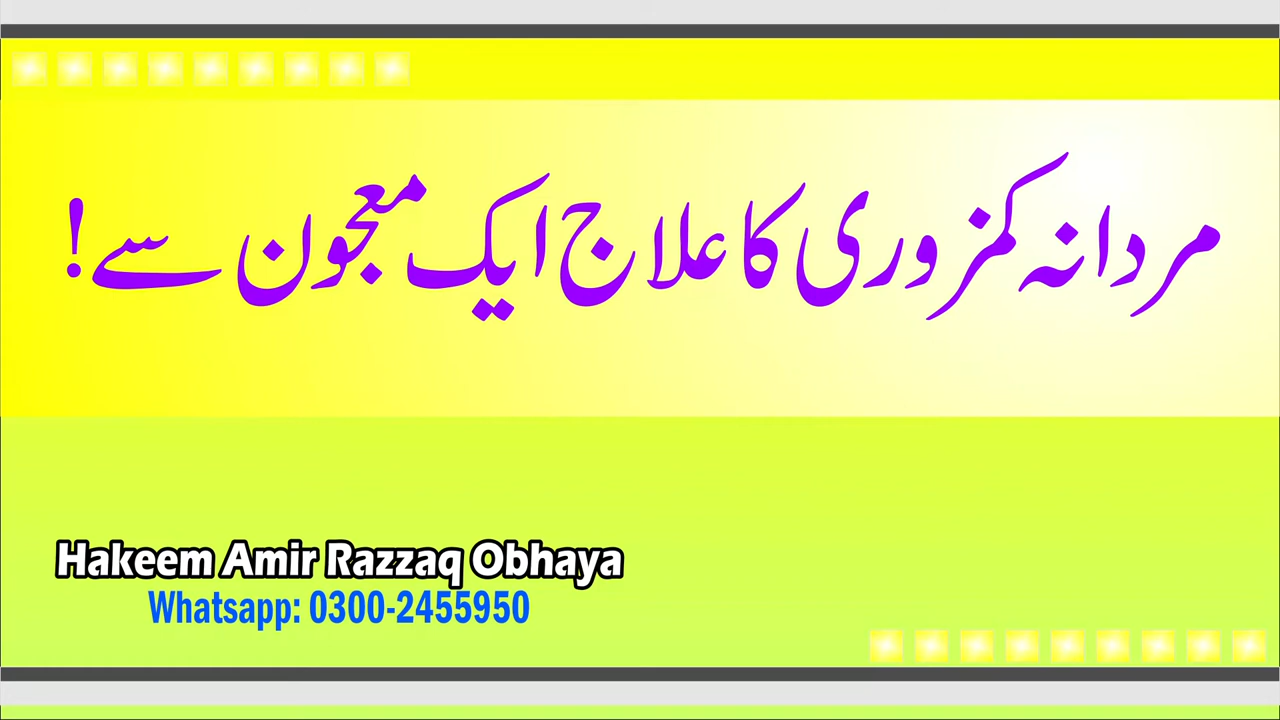 مردانہ کمزوری کا علاج ایک معجون سے!
Hakeem Amir Razzaq Obhaya
Whatsapp: 0300-2455950